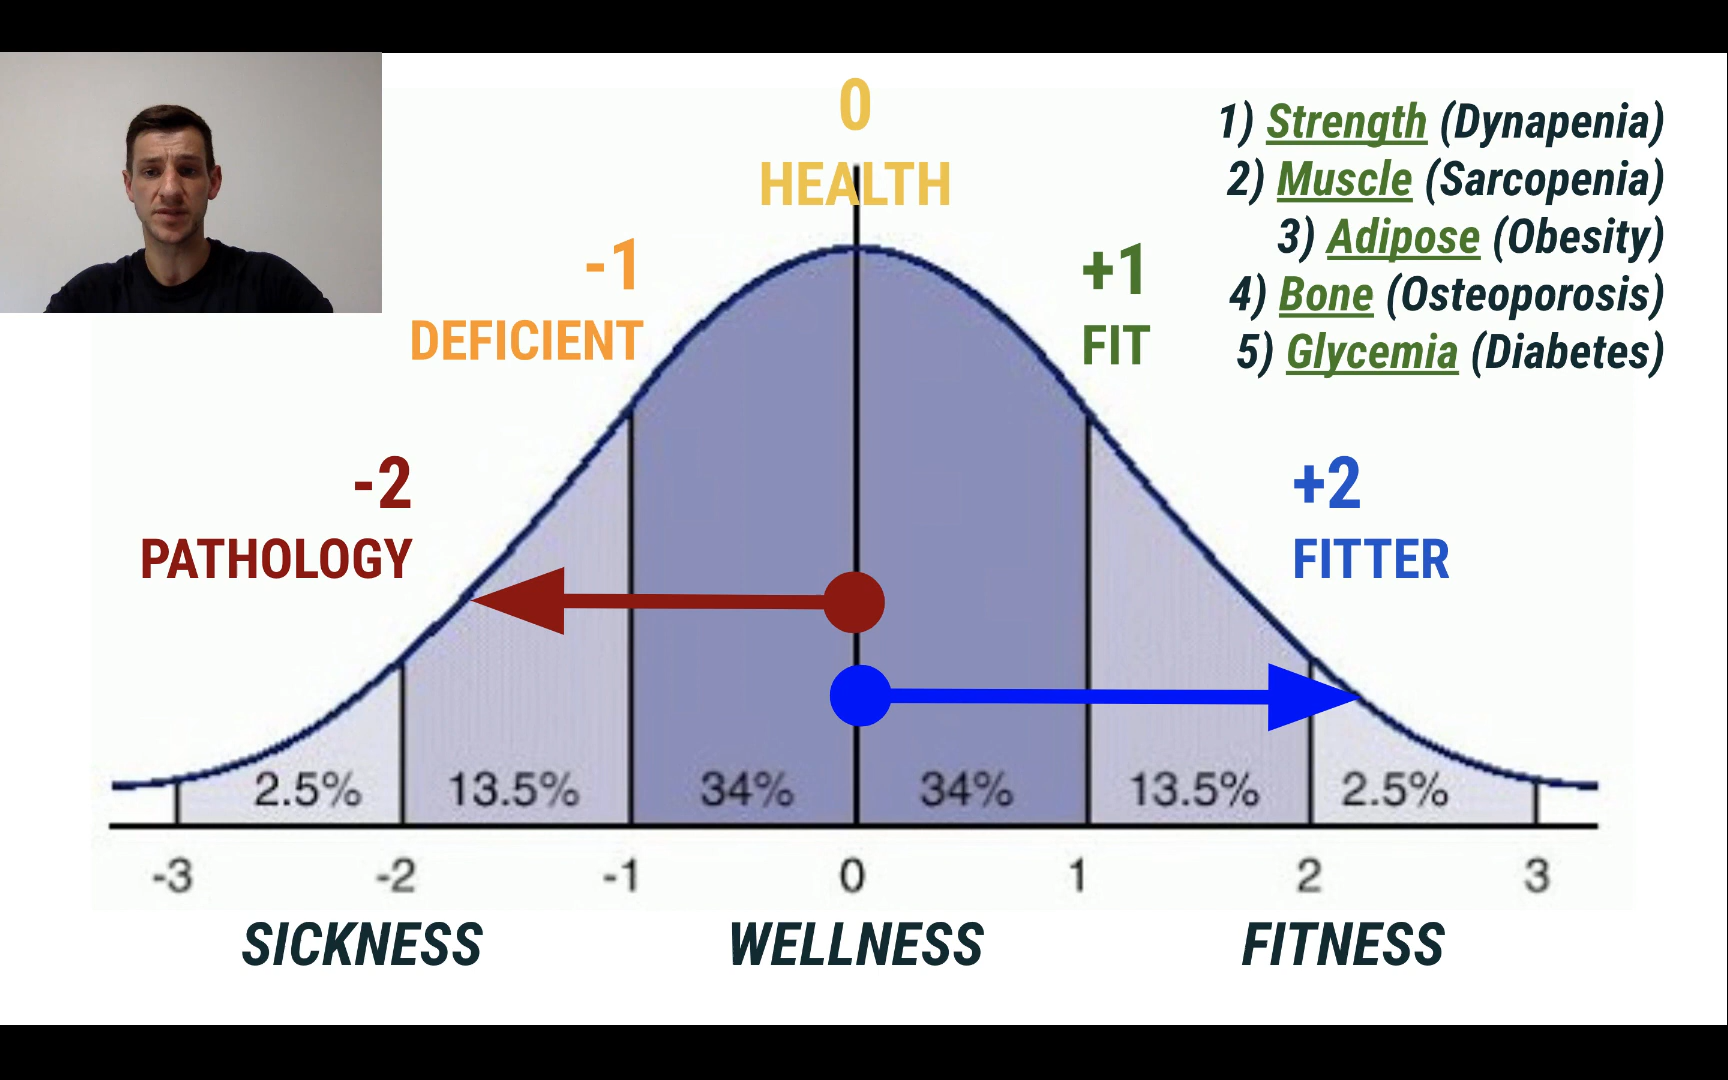 0
HEALTH
1) Strength (Dynapenia)
2) Muscle (Sarcopenia)
3) Adipose (Obesity)
4) Bone (Osteoporosis)
5) Glycemia (Diabetes)
-1
DEFICIENT
+1
FIT
-2
PATHOLOGY
+2
FITTER
2.5% 13.5% 34% 34% 13.5% 2.5%
-3 -2 -1 0 1 2 3
SICKNESS WELLNESS FITNESS